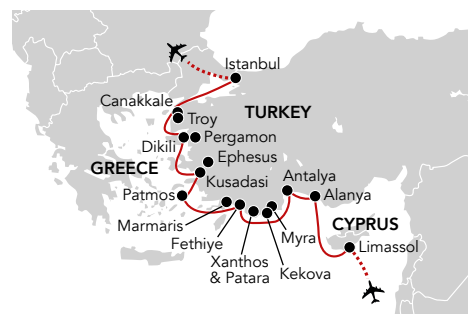 Istanbul
Canakkale
TURKEY
Troy
Dikili
Pergamon
Ephesus
GREECE
Kusadasi
Antalya
Patmos
Alanya
Marmaris
CYPRUS
Myra
Fethiye
Limassol
Xanthos
& Patara
Kekova